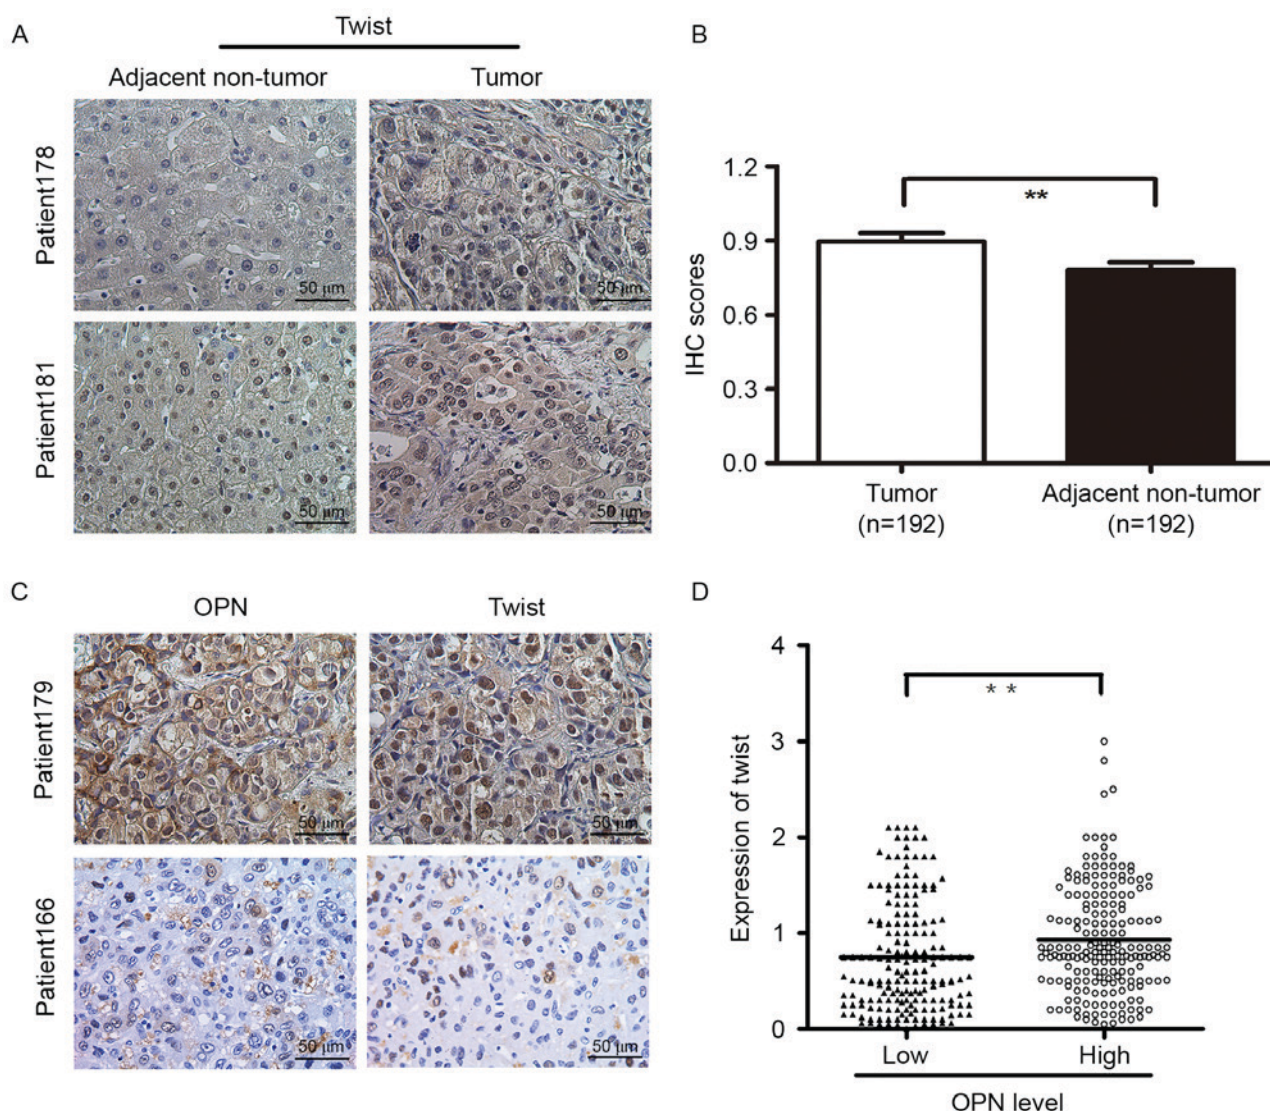 A
Twist
Adjacent non-tumor
Tumor
Patient178
50 μm
50 μm
Patient181
50 μm
50 μm
B
IHC scores
1.2
0.9
0.6
0.3
0.0
**
Tumor
(n=192)
Adjacent non-tumor
(n=192)
C
OPN
Twist
Patient179
50 μm
50 μm
Patient166
50 μm
50 μm
D
Expression of twist
4
3
2
1
0
* *
Low
High
OPN level